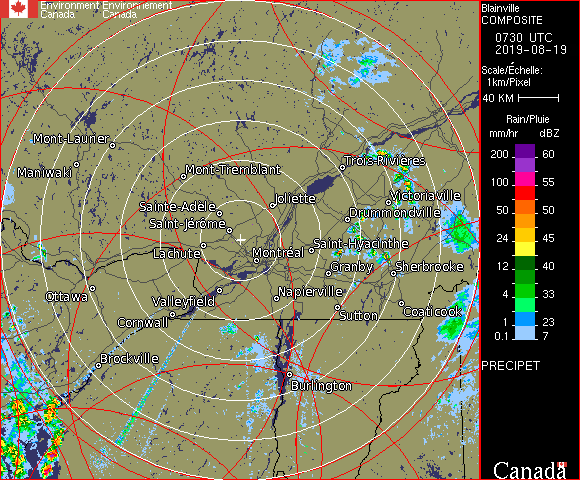 Environment Environnement
Canada Canada
Blainville
COMPOSITE
0730 UTC
2019-08-19
Scale/Échelle:
1km/Pixel
40 KM
Rain/Pluie
mm/hr dBZ
200 60
150 57
100 55
50 50
24 45
12 40
4 33
1 23
0.1 7
PRECIPET
Canada
Mont-Laurier
Maniwaki
Mont-Tremblant
Trois-Rivières
Joliette
Victoriaville
Sainte-Adèle
Drummondville
Saint-Jérôme
Lachute
Montréal
Saint-Hyacinthe
Granby
Sherbrooke
Ottawa
Valleyfield
Napierville
Cornwall
Sutton
Coaticook
Brockville
Burlington